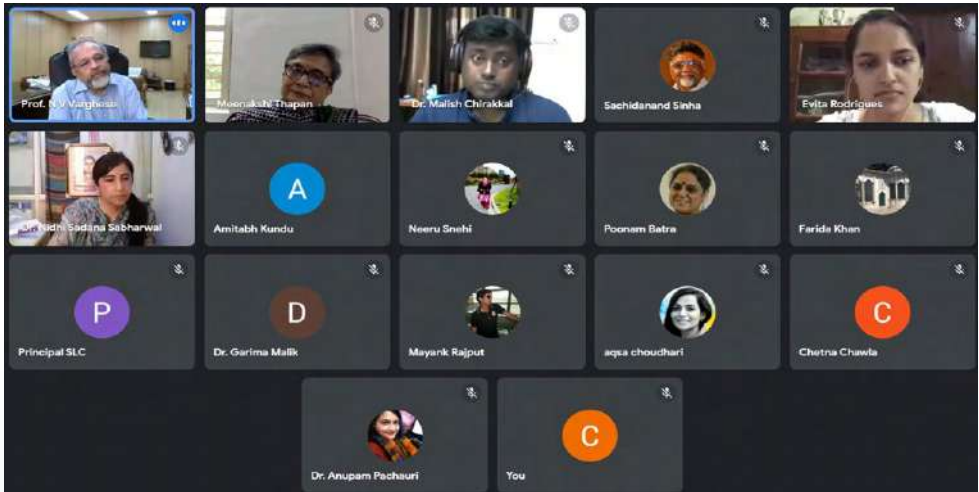 Prof. N V Varghese
Meenakshi Thapan
Dr. Malish Chirakkal
Sachidanand Sinha
Evita Rodrigues
Dr. Nidhi Sadana Sabharwal
A
Amitabh Kundu
Neeru Snehi
Poonam Batra
Farida Khan
P
Principal SLC
D
Dr. Garima Malik
Mayank Rajput
aqsa choudhari
C
Chetna Chawla
Dr. Anupam Pachauri
C
You